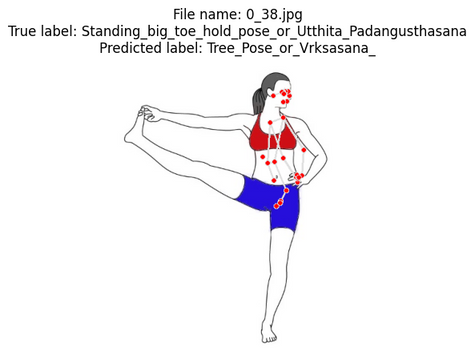 File name: 0_38.jpg
True label: Standing_big_toe_hold_pose_or_Utthita_Padangusthasana
Predicted label: Tree_Pose_or_Vrksasana_